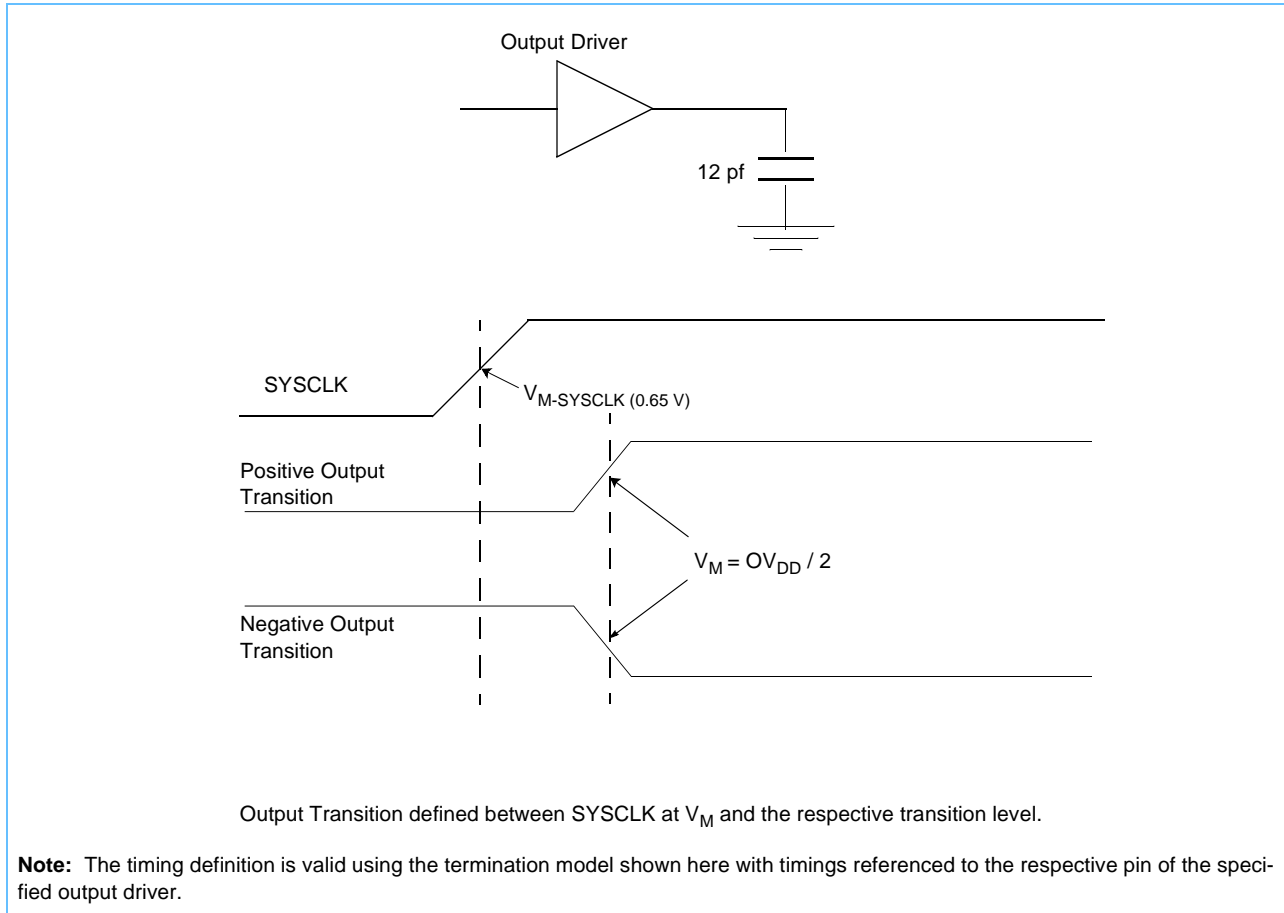 Output Driver
12 pf
SYSCLK
VM-SYSCLK (0.65 V)
Positive Output
Transition
VM = OVDD / 2
Negative Output
Transition
Output Transition defined between SYSCLK at VM and the respective transition level.
Note: The timing definition is valid using the termination model shown here with timings referenced to the respective pin of the speci-
fied output driver.